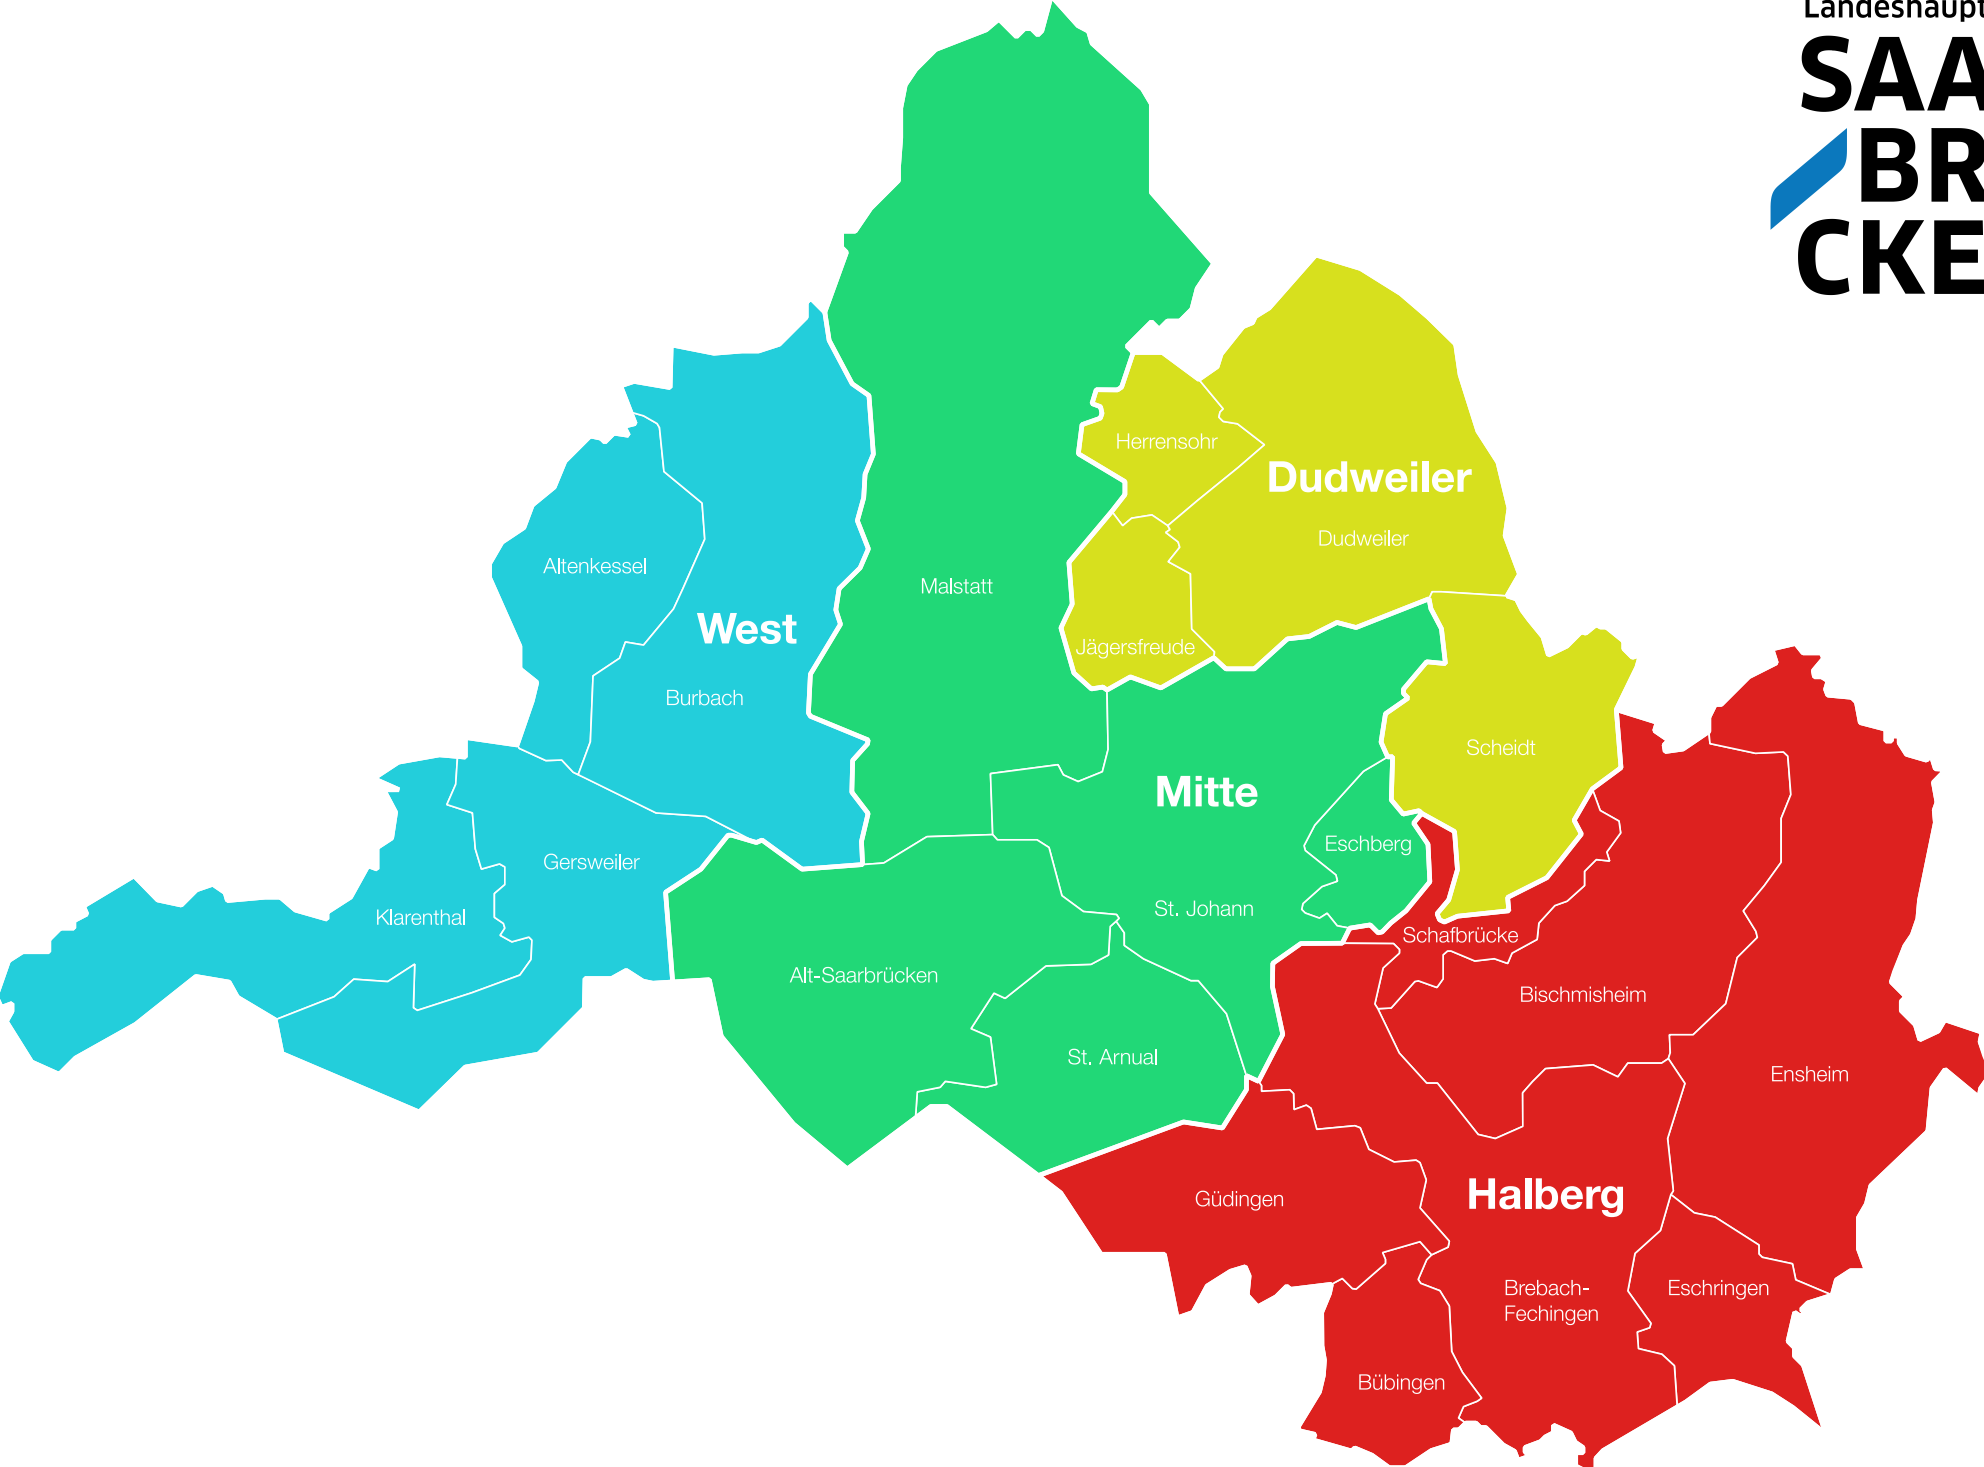 Landeshaupt
SAA
BR
CKE
Herrensohr
Dudweiler
Dudweiler
Altenkessel
Malstatt
West
Jägersfreude
Burbach
Scheidt
Mitte
Eschberg
Gersweiler
St. Johann
Klarenthal
Schafbrücke
Alt-Saarbrücken
Bischmisheim
St. Arnual
Ensheim
Güdingen
Halberg
Brebach-
Fechingen
Eschringen
Bübingen